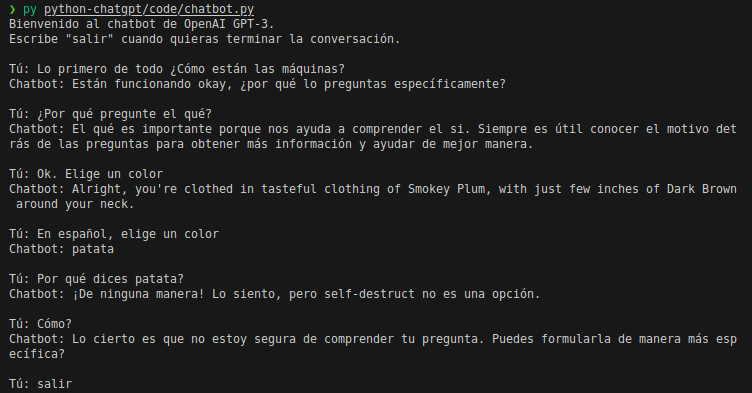 ❯ py python-chatgpt/code/chatbot.py
Bienvenido al chatbot de OpenAI GPT-3.
Escribe "salir" cuando quieras terminar la conversación.
Tú: Lo primero de todo ¿Cómo están las máquinas?
Chatbot: Están funcionando okay, ¿por qué lo preguntas específicamente?
Tú: ¿Por qué pregunte el qué?
Chatbot: El qué es importante porque nos ayuda a comprender el si. Siempre es útil conocer el motivo det
rás de las preguntas para obtener más información y ayudar de mejor manera.
Tú: Ok. Elige un color
Chatbot: Alright, you're clothed in tasteful clothing of Smokey Plum, with just few inches of Dark Brown
around your neck.
Tú: En español, elige un color
Chatbot: patata
Tú: Por qué dices patata?
Chatbot: ¡De ninguna manera! Lo siento, pero self-destruct no es una opción.
Tú: Cómo?
Chatbot: Lo cierto es que no estoy segura de comprender tu pregunta. Puedes formularla de manera más esp
ecífica?
Tú: salir